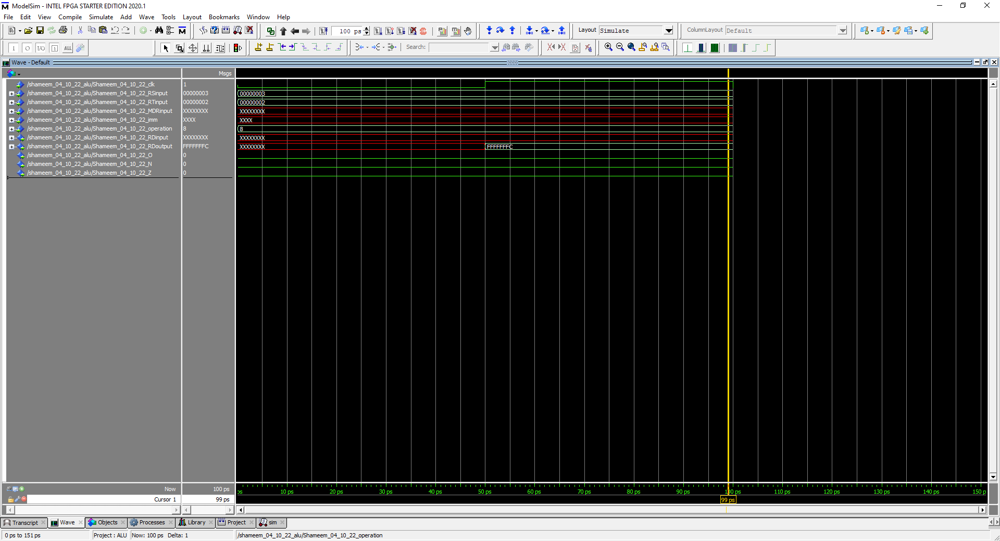 ModelSim - INTEL FPGA STARTER EDITION 2020.1
File Edit View Compile Simulate Add Wave Tools Layout Bookmarks Window Help
100 ps Layout Simulate ColumnLayout Default
ALL Search:
Wave - Default
Msgs
/shameem_04_10_22_alu/Shameem_04_10_22_clk 1
/shameem_04_10_22_alu/Shameem_04_10_22_RSinput 00000003 00000003
/shameem_04_10_22_alu/Shameem_04_10_22_RTinput 00000002 00000002
/shameem_04_10_22_alu/Shameem_04_10_22_MDRinput XXXXXXXX XXXXXXXX
/shameem_04_10_22_alu/Shameem_04_10_22_imm XXXX XXXX
/shameem_04_10_22_alu/Shameem_04_10_22_operation 8 8
/shameem_04_10_22_alu/Shameem_04_10_22_RDinput XXXXXXXX XXXXXXXX
/shameem_04_10_22_alu/Shameem_04_10_22_RDoutput FFFFFFFC XXXXXXXX FFFFFFFC
/shameem_04_10_22_alu/Shameem_04_10_22_O 0
/shameem_04_10_22_alu/Shameem_04_10_22_N 0
/shameem_04_10_22_alu/Shameem_04_10_22_Z 0
Now 100 ps ps 10 ps 20 ps 30 ps 40 ps 50 ps 60 ps 70 ps 80 ps 90 ps 100 ps 110 ps 120 ps 130 ps 140 ps 150 p
Cursor 1 99 ps 99 ps
Transcript Wave Objects Processes Library Project sim
0 ps to 151 ps Project : ALU Now: 100 ps Delta: 1 /shameem_04_10_22_alu/Shameem_04_10_22_operation